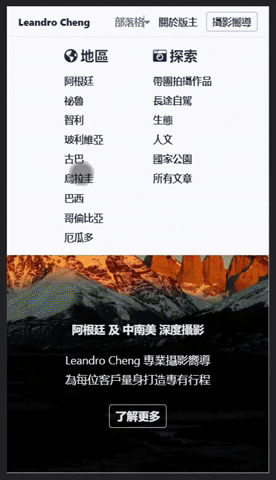 Leandro Cheng 部落格 關於版主 攝影嚮導
地區
阿根廷
祕魯
智利
玻利維亞
古巴
烏拉圭
巴西
哥倫比亞
厄瓜多
探索
帶團拍攝作品
長途自駕
生態
人文
國家公園
所有文章
阿根廷 及 中南美 深度攝影
Leandro Cheng 專業攝影嚮導
為每位客戶量身打造專有行程
了解更多